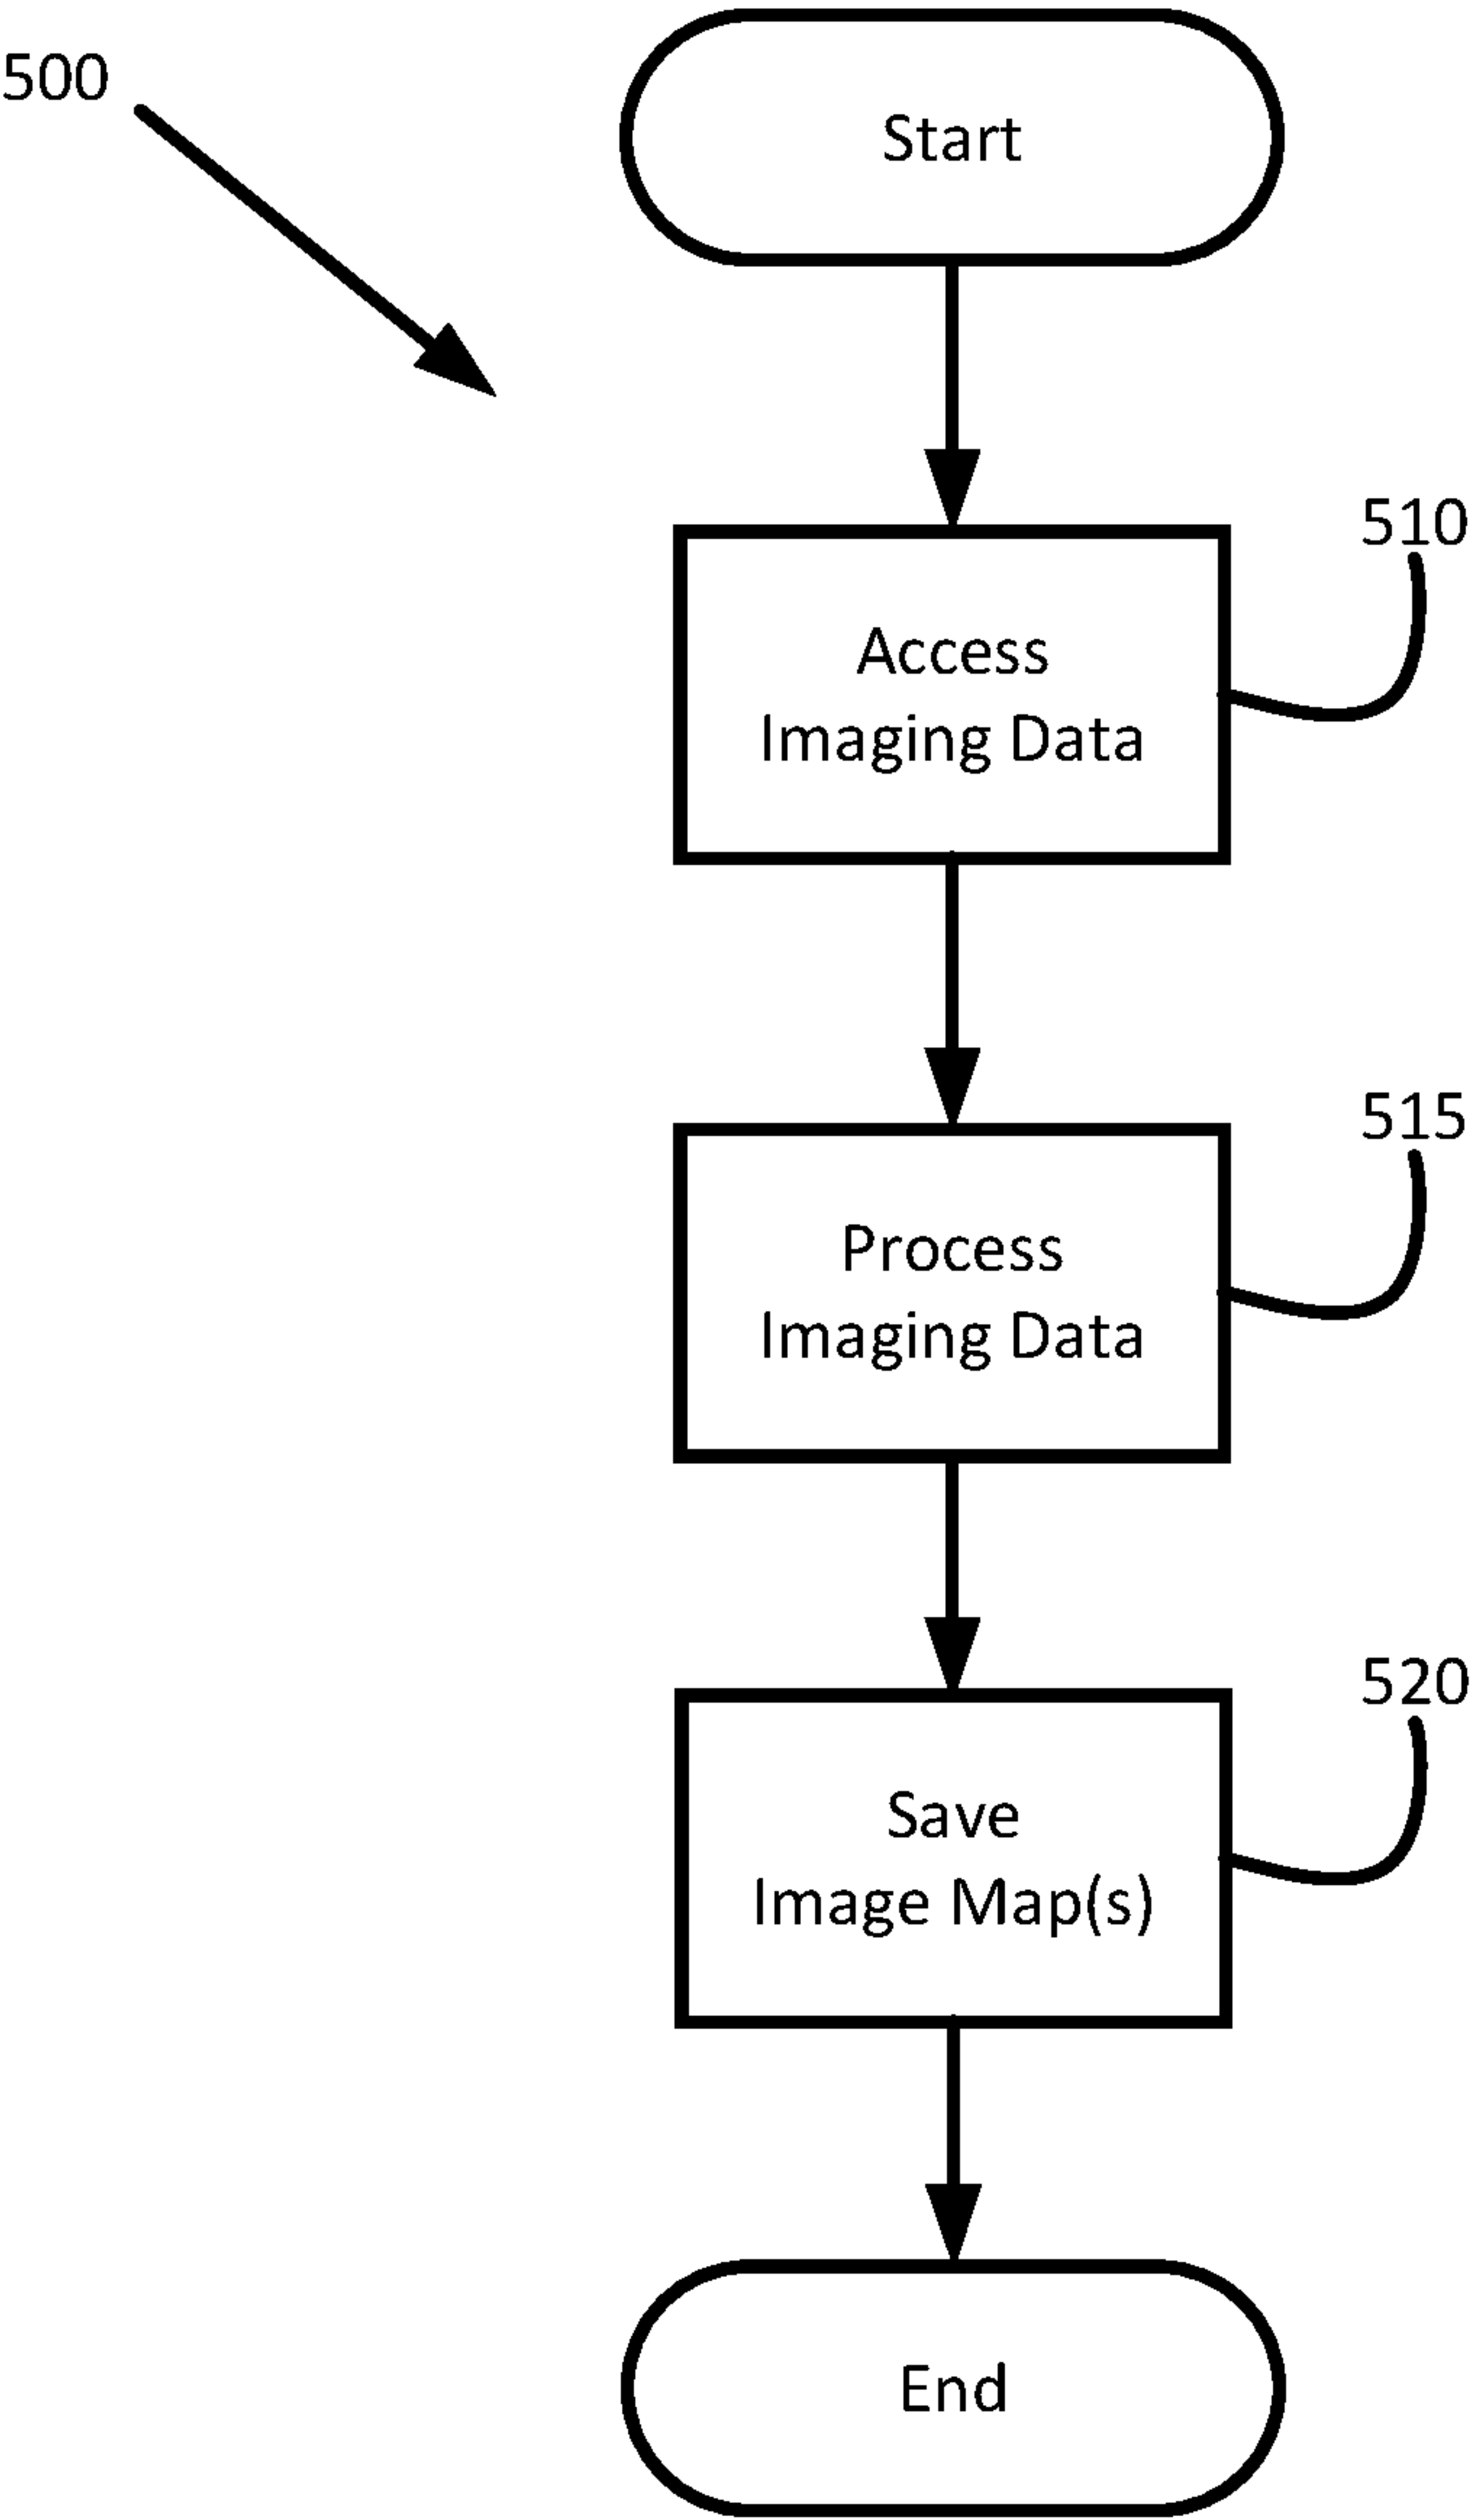 500
Start
510
Access
Imaging Data
515
Process
Imaging Data
520
Save
Image Map(s)
End